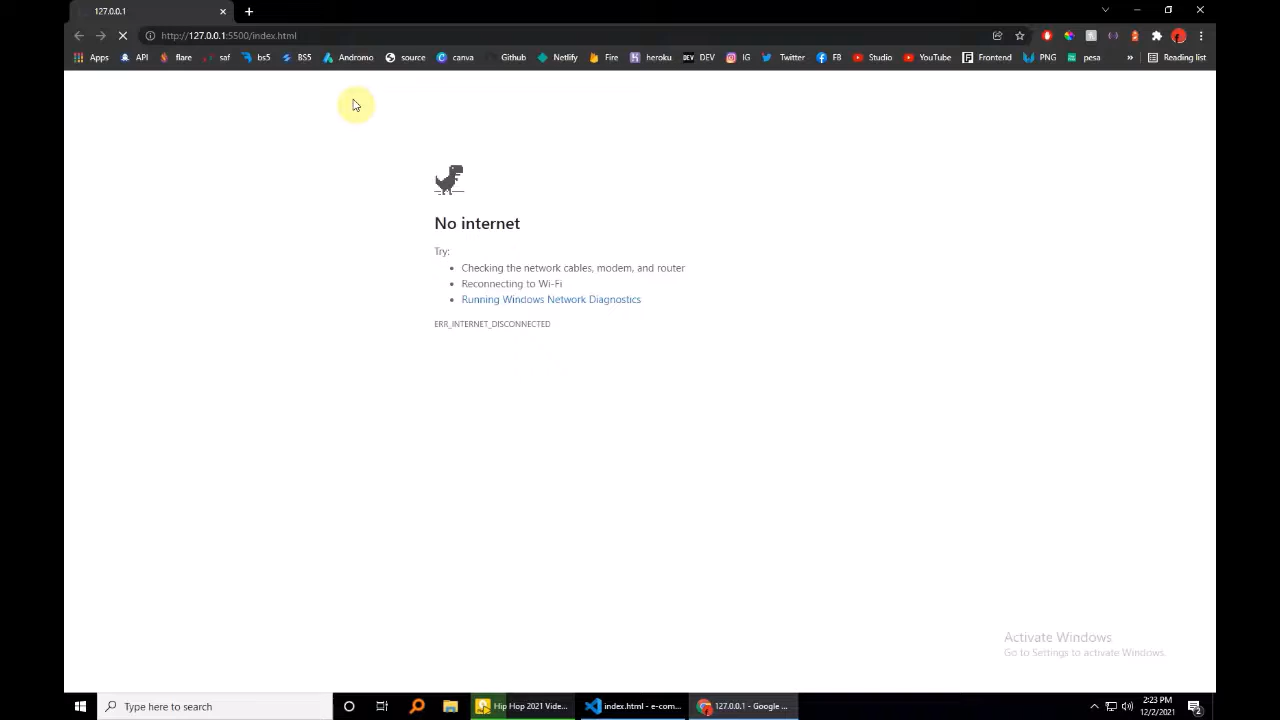 127.0.0.1
http://127.0.0.1:5500/index.html
Apps API flare saf bs5 BS5 Andromo source canva Github Netlify Fire heroku DEV DEV IG Twitter FB Studio YouTube Frontend PNG pesa » Reading list
No internet
Try:
Checking the network cables, modem, and router
Reconnecting to Wi-Fi
Running Windows Network Diagnostics
ERR_INTERNET_DISCONNECTED
Activate Windows
Go to Settings to activate Windows.
Type here to search
Hip Hop 2021 Vide...
index.html - e-com...
127.0.0.1 - Google ...
2:23 PM
12/2/2021
2